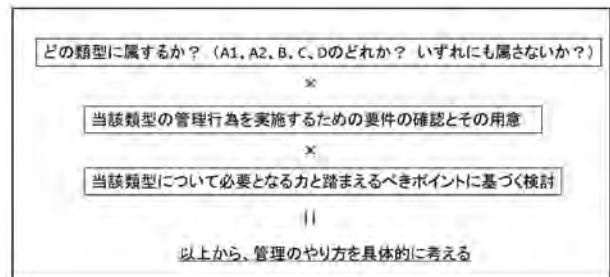 どの類型に属するか？（A1、A2、B、C、Dのどれか？ いずれにも属さないか？）
×
当該類型の管理行為を実施するための要件の確認とその用意
×
当該類型について必要となる力と踏まえるべきポイントに基づく検討
||
以上から、管理のやり方を具体的に考える